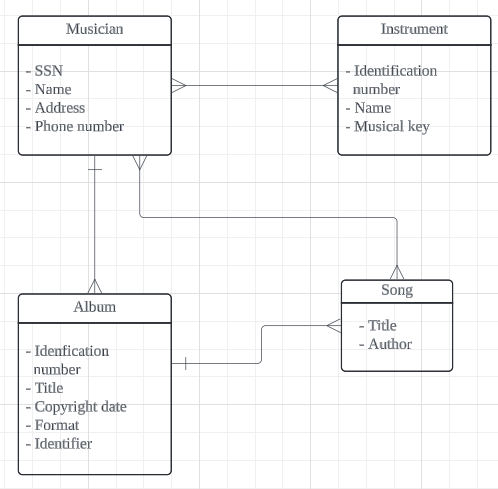 Musician
- SSN
- Name
- Address
- Phone number
Instrument
- Identification
number
- Name
- Musical key
Album
- Idenfication
number
- Title
- Copyright date
- Format
- Identifier
Song
- Title
- Author